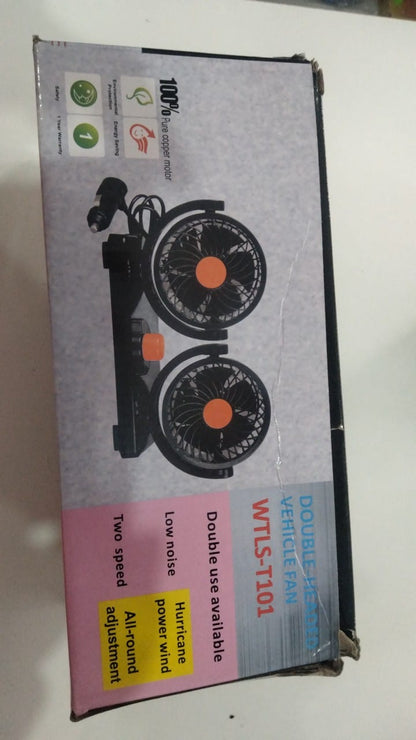 100% Pure copper motor
Environmental Protection
Energy Saving
Safety
1
1 Year Warranty
DOUBLE-HEADED
VEHICLE FAN
WTLS-T101
Double use available
Low noise
Two speed
Hurricane
power wind
All-round
adjustment